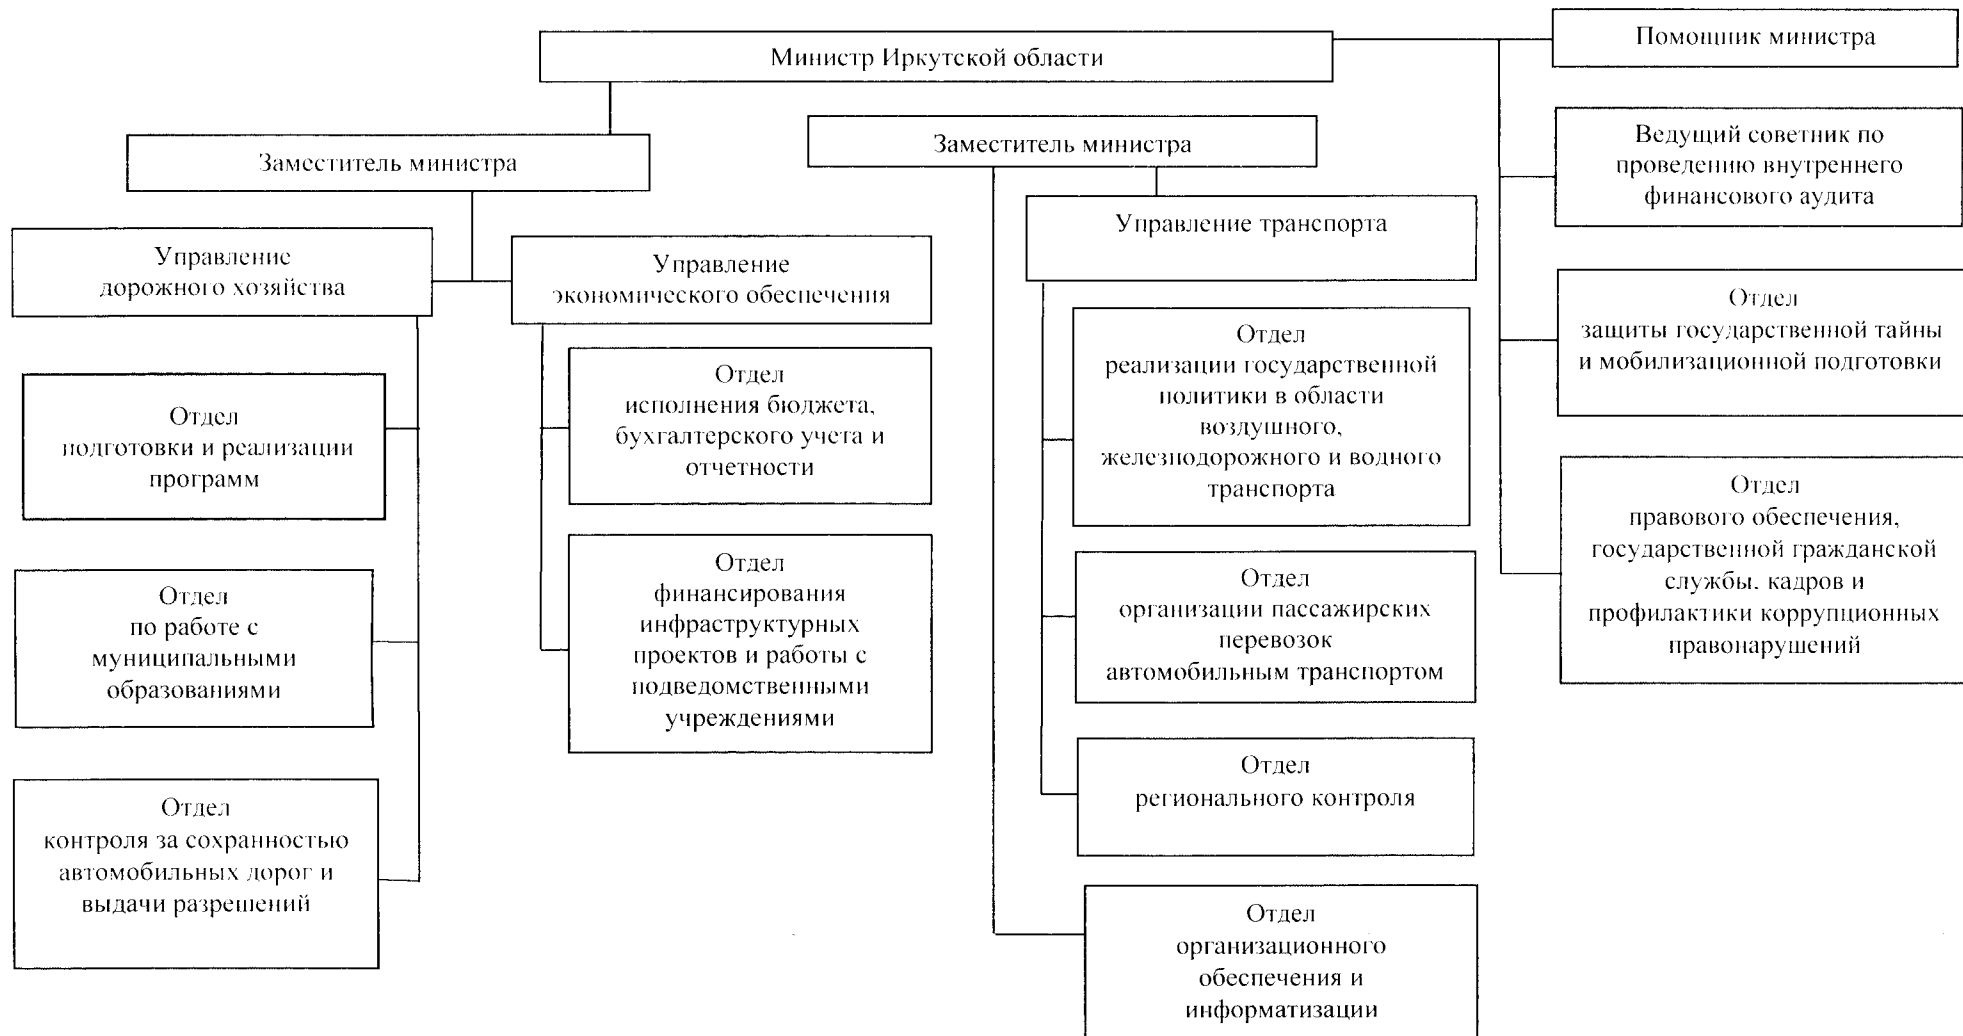 Министр Иркутской области
Помощник министра
Заместитель министра
Заместитель министра
Ведущий советник по
проведению внутреннего
финансового аудита
Управление
дорожного хозяйства
Управление
экономического обеспечения
Управление транспорта
Отдел
защиты государственной тайны
и мобилизационной подготовки
Отдел
подготовки и реализации
программ
Отдел
исполнения бюджета,
бухгалтерского учета и
отчетности
Отдел
реализации государственной
политики в области
воздушного,
железнодорожного и водного
транспорта
Отдел
правового обеспечения,
государственной гражданской
службы. кадров и
профилактики коррупционных
правонарушений
Отдел
по работе с
муниципальными
образованиями
Отдел
финансирования
инфраструктурных
проектов и работы с
подведомственными
учреждениями
Отдел
организации пассажирских
перевозок
автомобильным транспортом
Отдел
контроля за сохранностью
автомобильных дорог и
выдачи разрешений
Отдел
регионального контроля
Отдел
организационного
обеспечения и
информатизации